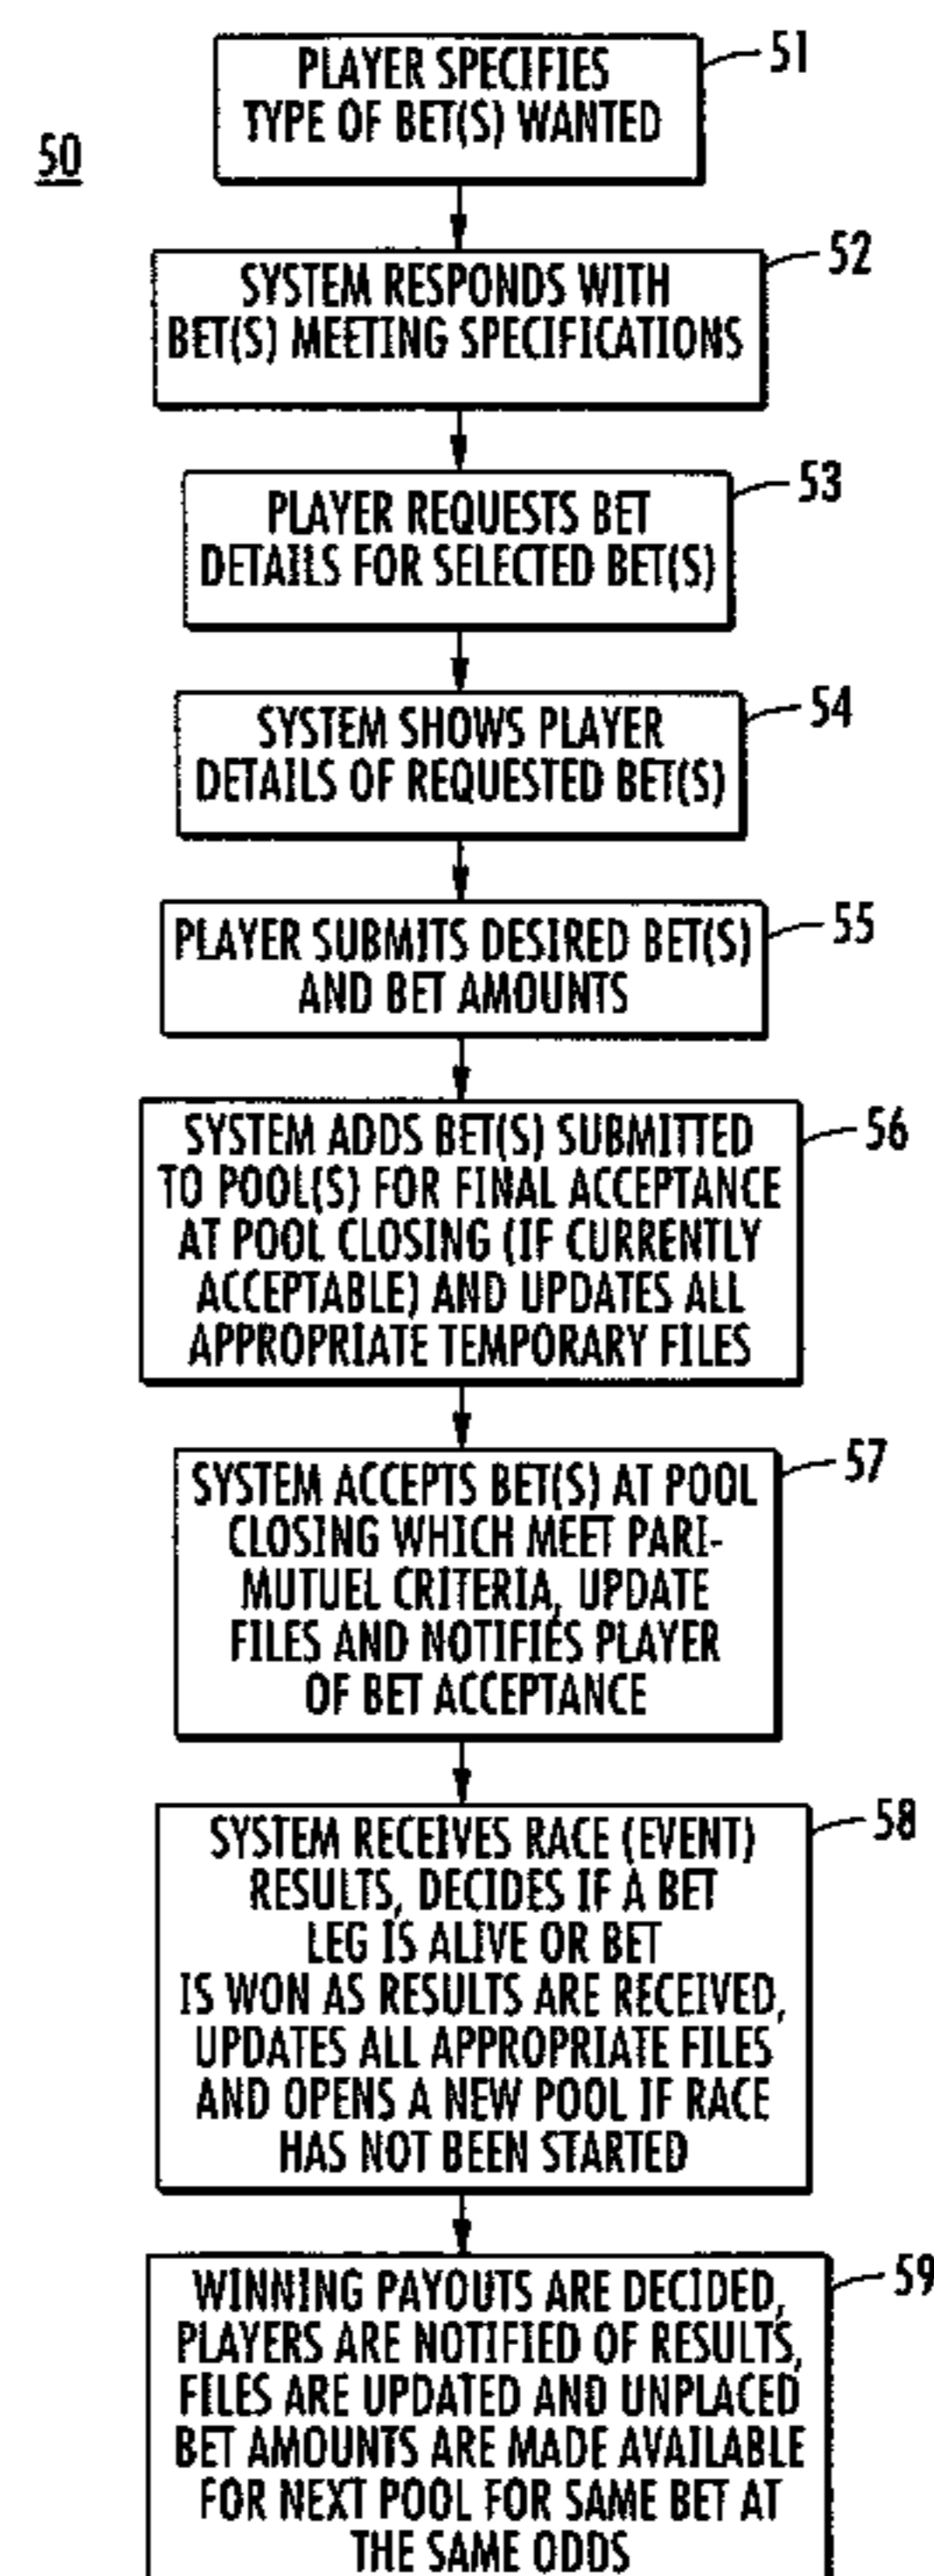 51
PLAYER SPECIFIES
TYPE OF BET(S) WANTED
50
52
SYSTEM RESPONDS WITH
BET(S) MEETING SPECIFICATIONS
53
PLAYER REQUESTS BET
DETAILS FOR SELECTED BET(S)
54
SYSTEM SHOWS PLAYER
DETAILS OF REQUESTED BET(S)
55
PLAYER SUBMITS DESIRED BET(S)
AND BET AMOUNTS
56
SYSTEM ADDS BET(S) SUBMITTED
TO POOL(S) FOR FINAL ACCEPTANCE
AT POOL CLOSING (IF CURRENTLY
ACCEPTABLE) AND UPDATES ALL
APPROPRIATE TEMPORARY FILES
57
SYSTEM ACCEPTS BET(S) AT POOL
CLOSING WHICH MEET PARI-
MUTUEL CRITERIA, UPDATE
FILES AND NOTIFIES PLAYER
OF BET ACCEPTANCE
58
SYSTEM RECEIVES RACE (EVENT)
RESULTS, DECIDES IF A BET
LEG IS ALIVE OR BET
IS WON AS RESULTS ARE RECEIVED,
UPDATES ALL APPROPRIATE FILES
AND OPENS A NEW POOL IF RACE
HAS NOT BEEN STARTED
59
WINNING PAYOUTS ARE DECIDED,
PLAYERS ARE NOTIFIED OF RESULTS,
FILES ARE UPDATED AND UNPLACED
BET AMOUNTS ARE MADE AVAILABLE
FOR NEXT POOL FOR SAME BET AT
THE SAME ODDS